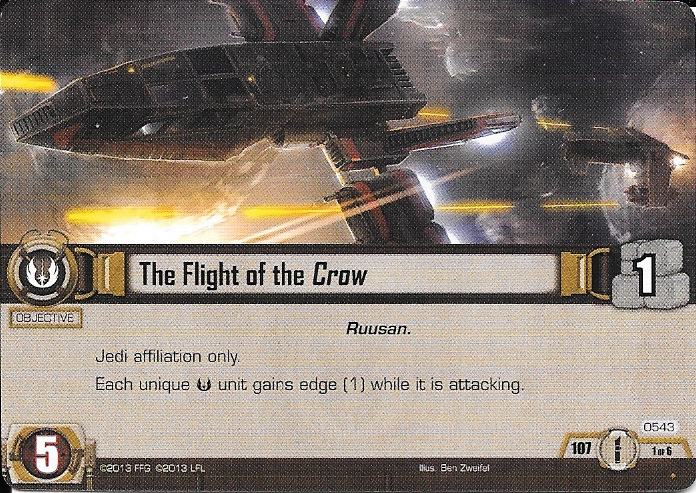 The Flight of the Crow
1
OBJECTIVE
Ruusan.
Jedi affiliation only.
Each unique unit gains edge (1) while it is attacking.
0543
5
107
1 of 6
©2013 FFG ©2013 LFL
Illus. Ben Zweifel